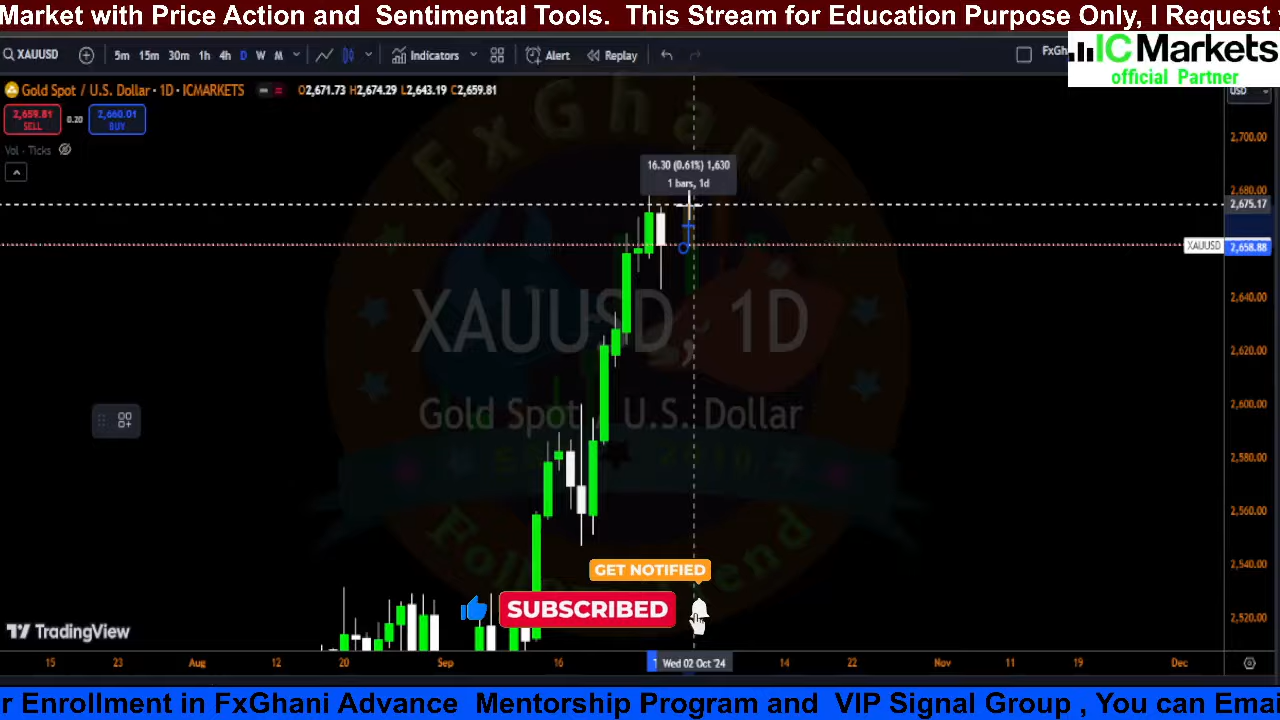 Market with Price Action and Sentimental Tools. This Stream for Education Purpose Only, I Request
XAUUSD 5m 15m 30m 1h 4h D W M Indicators Alert Replay FxGh
IC Markets
official Partner
Gold Spot / U.S. Dollar · 1D · ICMARKETS O2,671.73 H2,674.29 L2,643.19 C2,659.81
USD
2,659.81
SELL
0.20
2,660.01
BUY
Vol · Ticks
FxGhani
16.30 (0.61%) 1,630
1 bars, 1d
2,700.00
2,680.00
2,675.17
XAUUSD 2,658.88
2,640.00
2,620.00
2,600.00
2,580.00
2,560.00
2,540.00
2,520.00
XAUUSD, 1D
Gold Spot / U.S. Dollar
GET NOTIFIED
SUBSCRIBED
TradingView
15 23 Aug 12 20 Sep 16 Wed 02 Oct '24 14 22 Nov 11 19 Dec
r Enrollment in FxGhani Advance Mentorship Program and VIP Signal Group , You can Emai